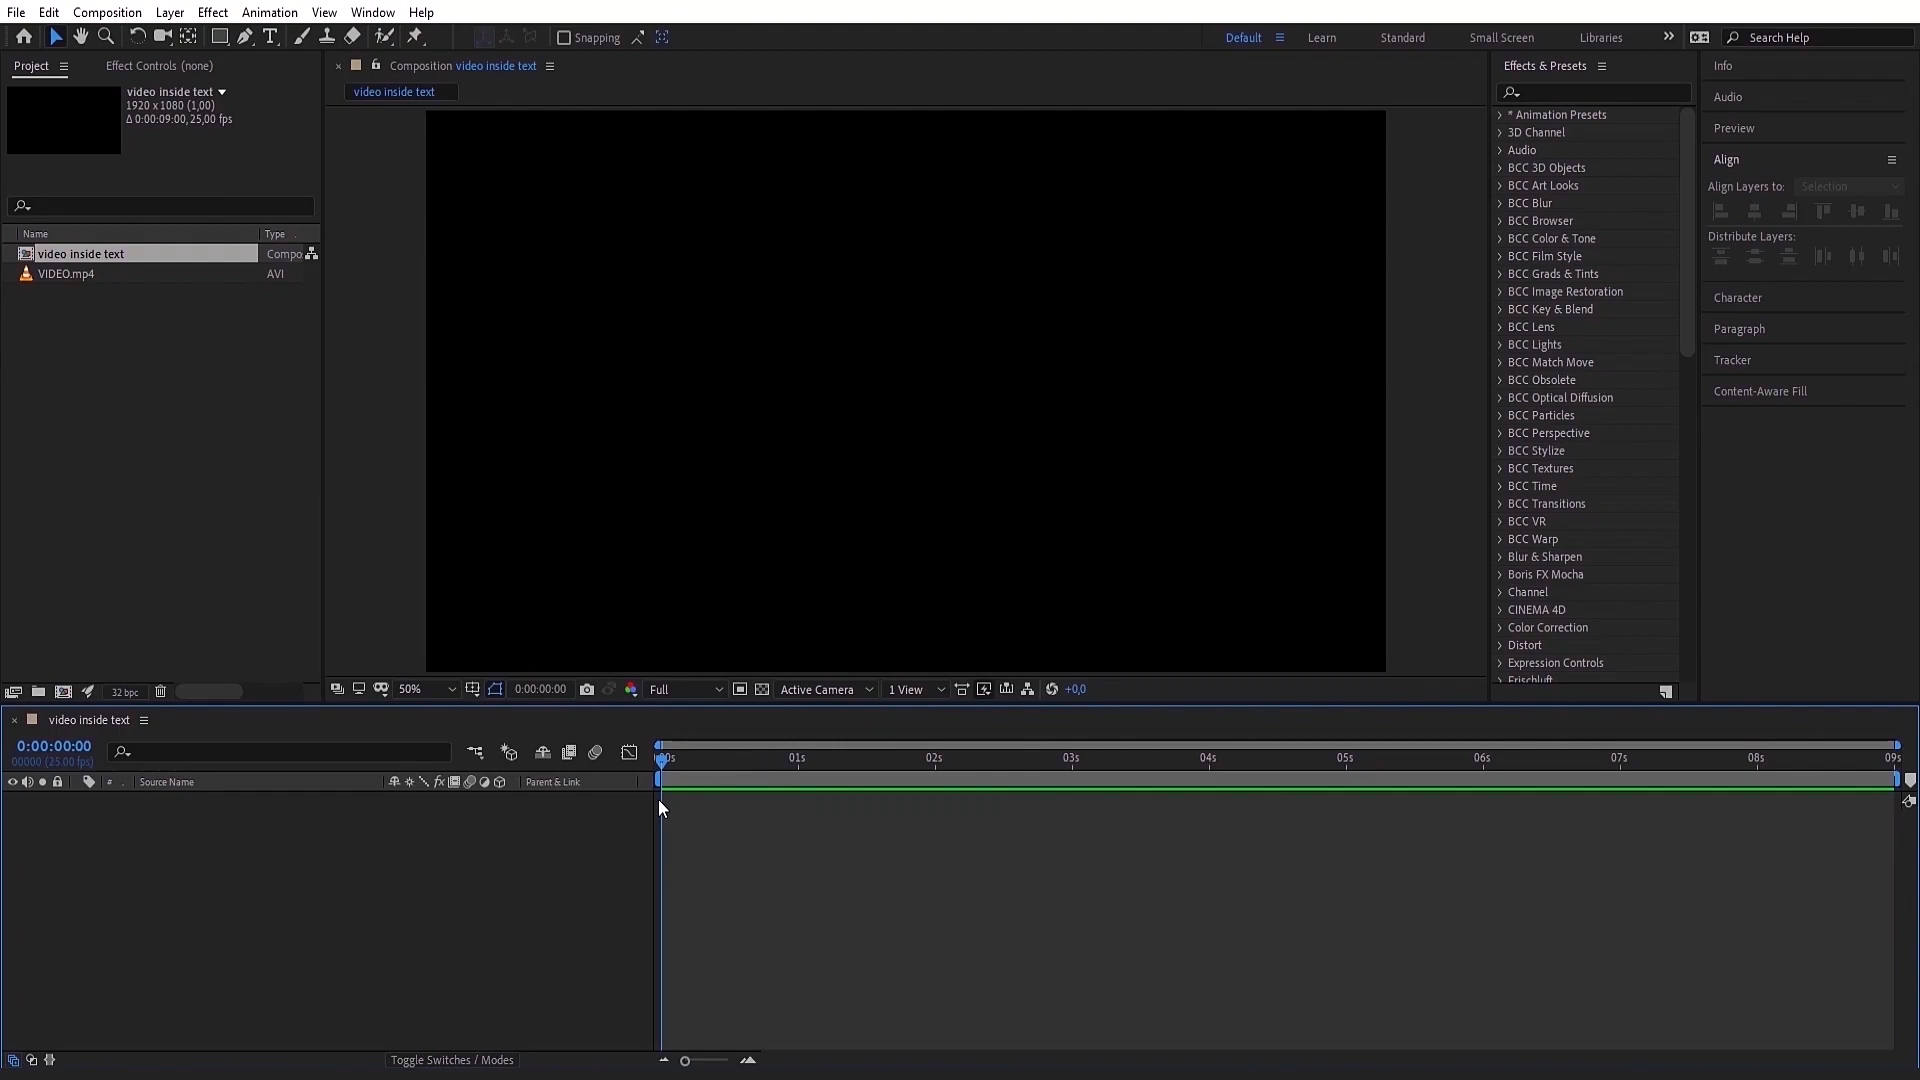 File Edit Composition Layer Effect Animation View Window Help
Snapping
Default Learn Standard Small Screen Libraries Search Help
Project Effect Controls (none)
video inside text
1920 x 1080 (1,00)
Δ 0:00:09:00, 25,00 fps
Name Type
video inside text Compo
VIDEO.mp4 AVI
32 bpc
Composition video inside text
video inside text
50% 0:00:00:00 Full Active Camera 1 View +0,0
Effects & Presets
* Animation Presets
3D Channel
Audio
BCC 3D Objects
BCC Art Looks
BCC Blur
BCC Browser
BCC Color & Tone
BCC Film Style
BCC Grads & Tints
BCC Image Restoration
BCC Key & Blend
BCC Lens
BCC Lights
BCC Match Move
BCC Obsolete
BCC Optical Diffusion
BCC Particles
BCC Perspective
BCC Stylize
BCC Textures
BCC Time
BCC Transitions
BCC VR
BCC Warp
Blur & Sharpen
Boris FX Mocha
Channel
CINEMA 4D
Color Correction
Distort
Expression Controls
Frischluft
Info
Audio
Preview
Align
Align Layers to: Selection
Distribute Layers:
Character
Paragraph
Tracker
Content-Aware Fill
video inside text
0:00:00:00
00000 (25.00 fps)
# Source Name fx Parent & Link
0s 01s 02s 03s 04s 05s 06s 07s 08s 09s
Toggle Switches / Modes